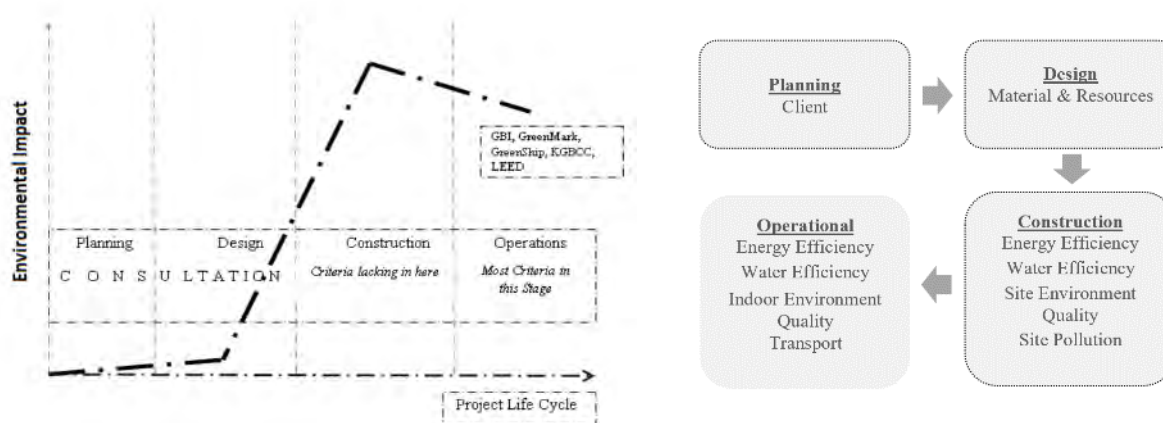 Environmental Impact
GBI, GreenMark,
GreenShip, KGBCC,
LEED
Planning
Design
Construction
Operations
C O N S U L T A T I O N
Criteria lacking in here
Most Criteria in
this Stage
Project Life Cycle
Planning
Client
Design
Material & Resources
Operational
Energy Efficiency
Water Efficiency
Indoor Environment
Quality
Transport
Construction
Energy Efficiency
Water Efficiency
Site Environment
Quality
Site Pollution